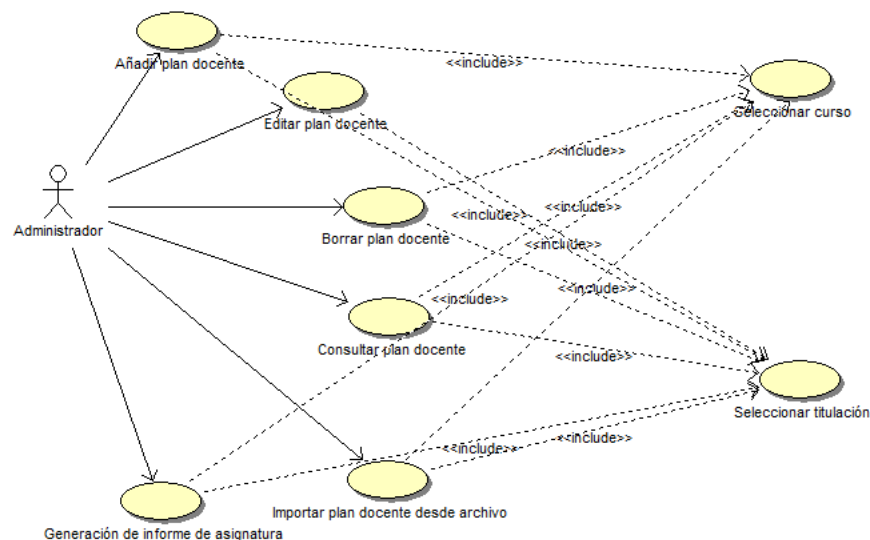 Añadir plan docente
<<include>>
Seleccionar curso
Editar plan docente
<<include>>
Administrador
<<include>>
Borrar plan docente
<<include>>
<<include>>
<<include>>
<<include>>
Consultar plan docente
<<include>>
Seleccionar titulación
<<include>>
<<include>>
Importar plan docente desde archivo
Generación de informe de asignatura